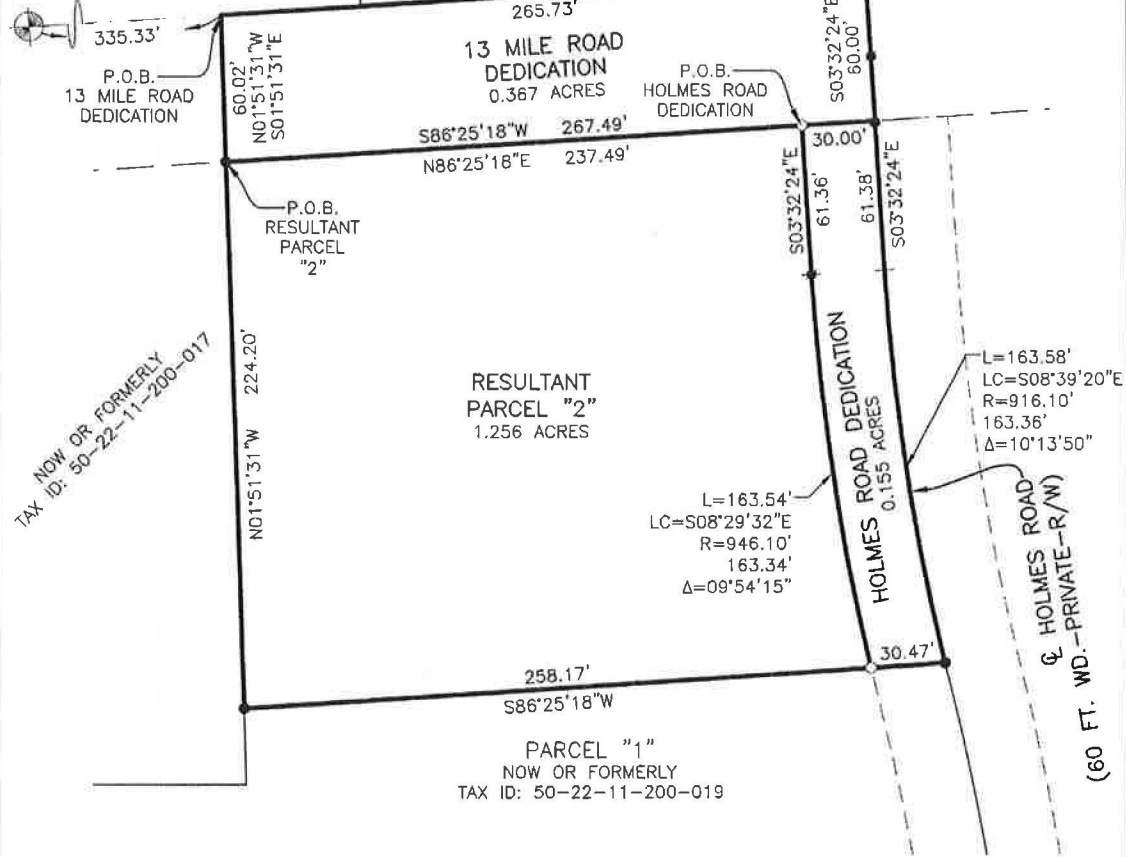 265.73'
335.33'
P.O.B.
13 MILE ROAD
DEDICATION
60.02'
N01°51'31"W
S01°51'31"E
13 MILE ROAD
DEDICATION
0.367 ACRES
P.O.B.
HOLMES ROAD
DEDICATION
S03°32'24"E
60.00'
S86°25'18"W 267.49'
N86°25'18"E 237.49'
30.00'
P.O.B.
RESULTANT
PARCEL
"2"
S03°32'24"E
61.36'
61.38'
S03°32'24"E
NOW OR FORMERLY
TAX ID: 50-22-11-200-017
N01°51'31"W 224.20'
RESULTANT
PARCEL "2"
1.256 ACRES
HOLMES ROAD DEDICATION
0.155 ACRES
L=163.58'
LC=S08°39'20"E
R=916.10'
163.36'
Δ=10°13'50"
L=163.54'
LC=S08°29'32"E
R=946.10'
163.34'
Δ=09°54'15"
℄ HOLMES ROAD
(60 FT. WD.-PRIVATE-R/W)
30.47'
258.17'
S86°25'18"W
PARCEL "1"
NOW OR FORMERLY
TAX ID: 50-22-11-200-019